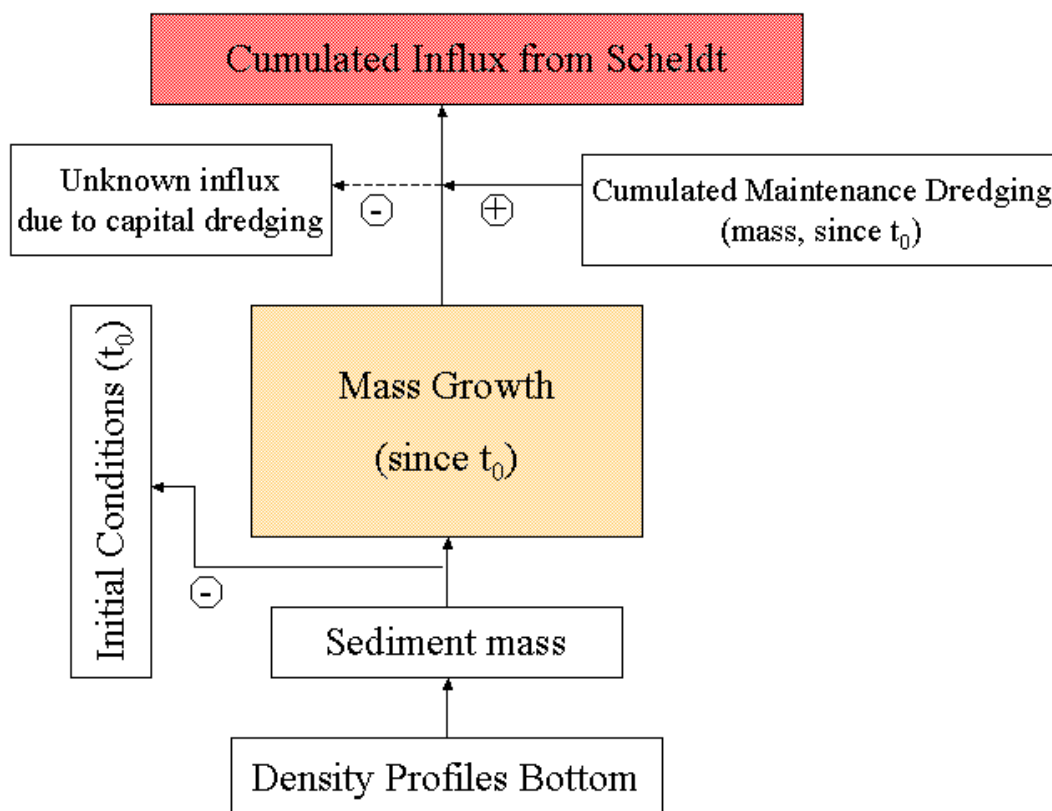 Cumulated Influx from Scheldt
Unknown influx
due to capital dredging
-
+
Cumulated Maintenance Dredging
(mass, since t₀)
Initial Conditions (t₀)
Mass Growth
(since t₀)
-
Sediment mass
Density Profiles Bottom